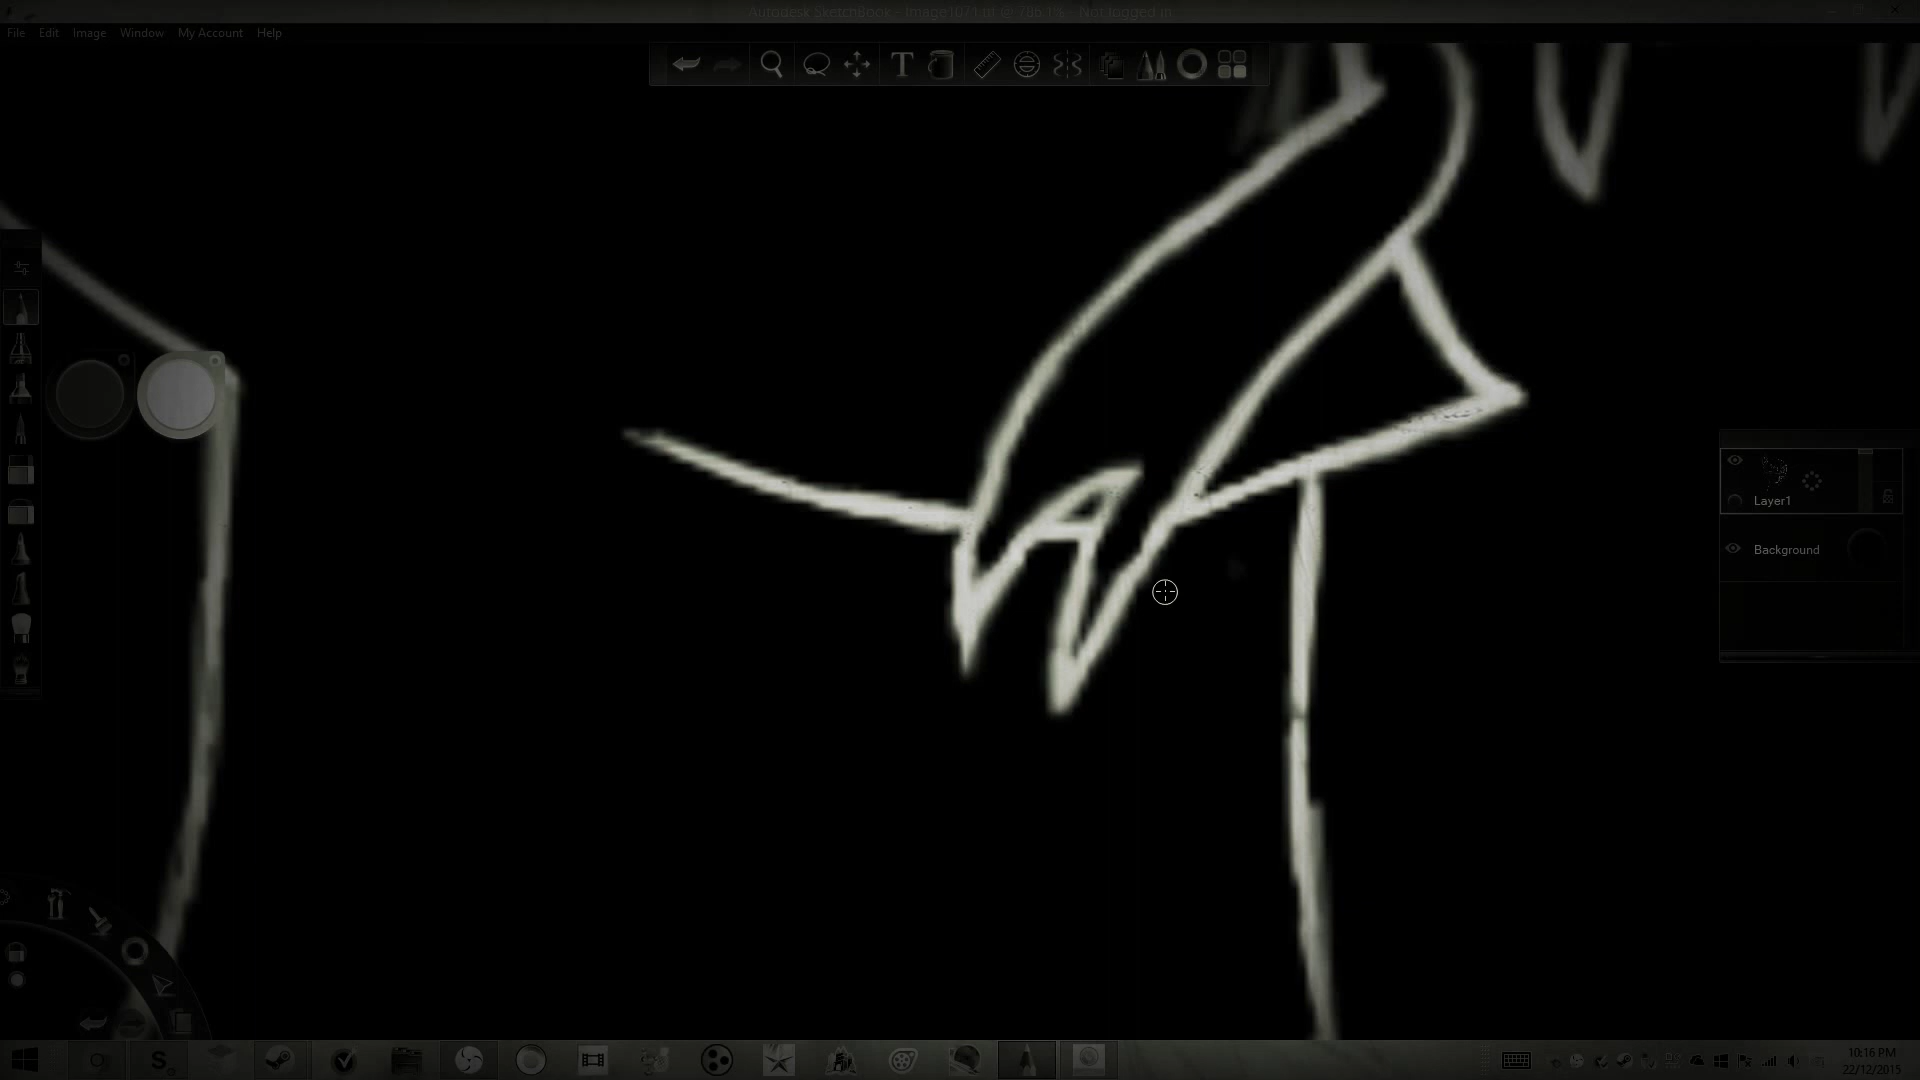 Autodesk SketchBook - Image1071.tif @ 786.1% - Not logged in
File Edit Image Window My Account Help
T
Layer1
Background
S
10:16 PM
22/12/2015